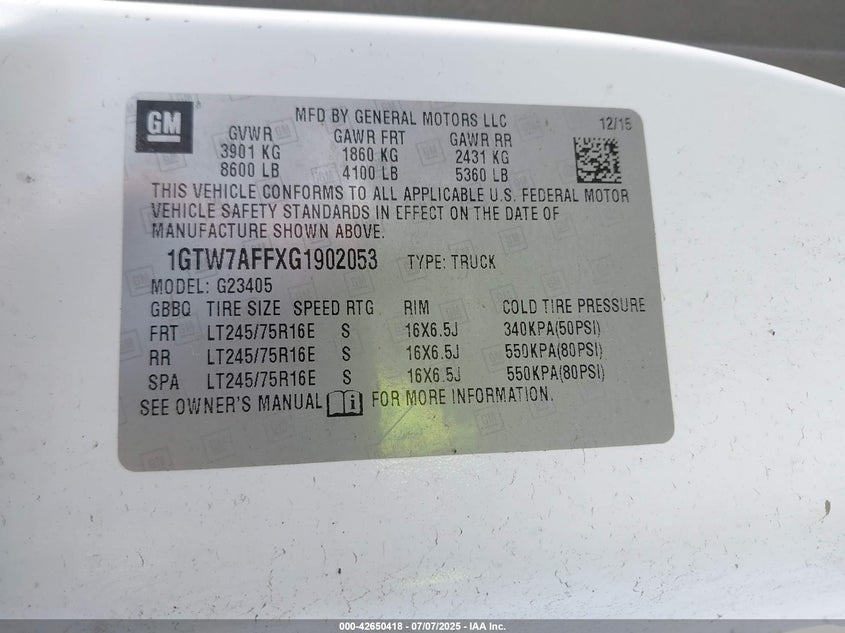 GM
MFD BY GENERAL MOTORS LLC
12/15
GVWR GAWR FRT GAWR RR
3901 KG 1860 KG 2431 KG
8600 LB 4100 LB 5360 LB
THIS VEHICLE CONFORMS TO ALL APPLICABLE U.S. FEDERAL MOTOR
VEHICLE SAFETY STANDARDS IN EFFECT ON THE DATE OF
MANUFACTURE SHOWN ABOVE.
1GTW7AFFXG1902053 TYPE: TRUCK
MODEL: G23405
GBBQ TIRE SIZE SPEED RTG RIM COLD TIRE PRESSURE
FRT LT245/75R16E S 16X6.5J 340KPA(50PSI)
RR LT245/75R16E S 16X6.5J 550KPA(80PSI)
SPA LT245/75R16E S 16X6.5J 550KPA(80PSI)
SEE OWNER'S MANUAL i FOR MORE INFORMATION.
000-42650418 - 07/07/2025 - IAA Inc.